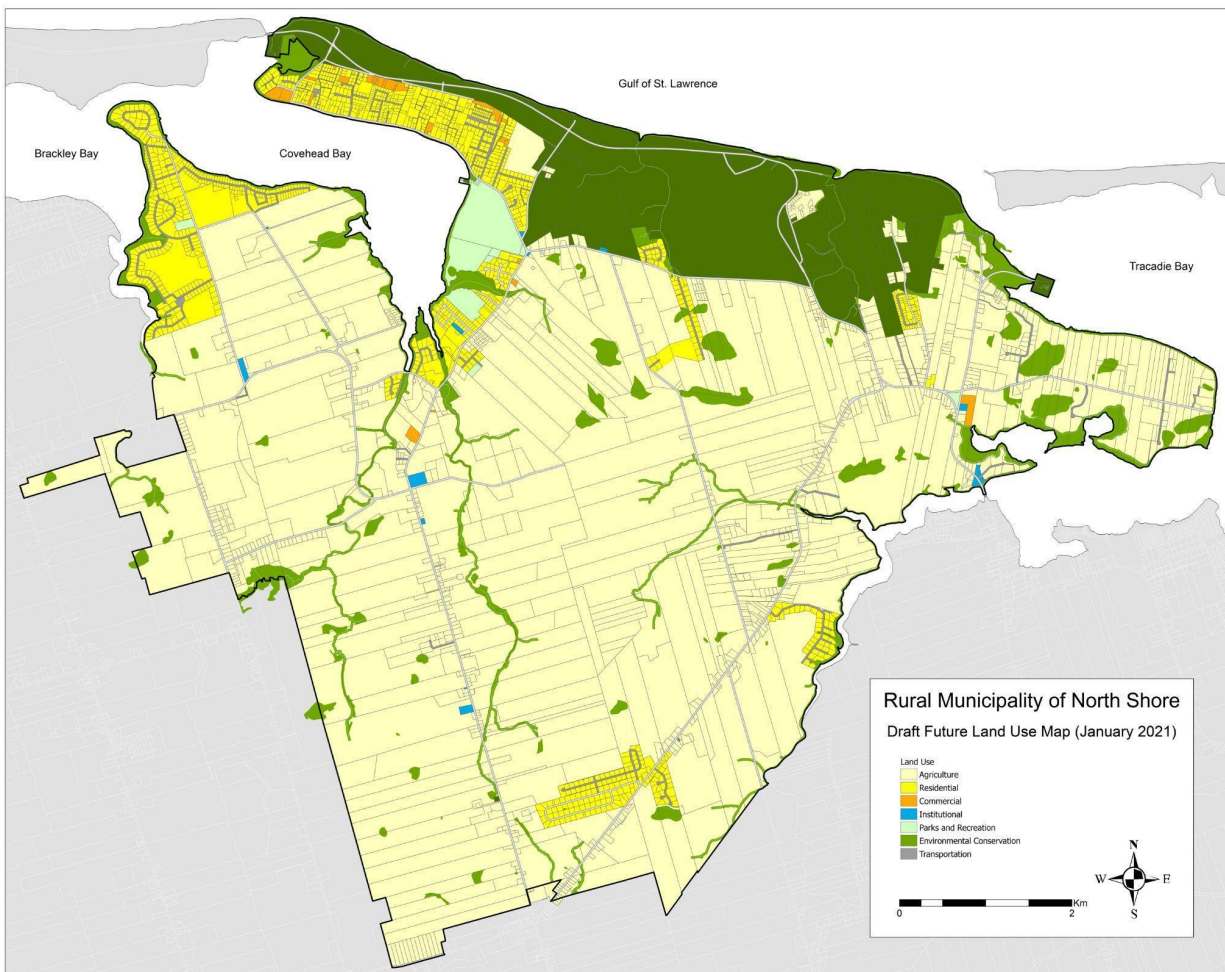 Gulf of St. Lawrence
Brackley Bay
Covehead Bay
Tracadie Bay
Rural Municipality of North Shore
Draft Future Land Use Map (January 2021)
Land Use
Agriculture
Residential
Commercial
Institutional
Parks and Recreation
Environmental Conservation
Transportation
N
W
E
S
Km
0
2